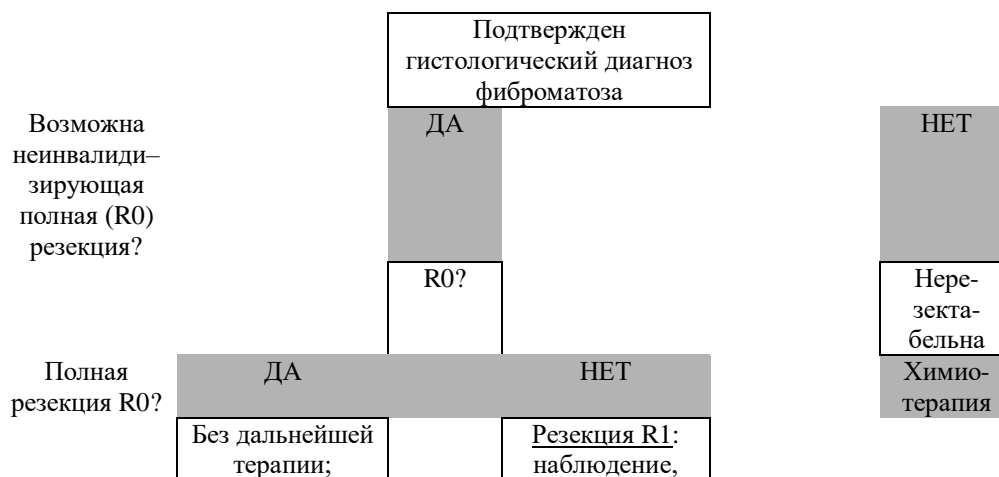 Подтвержден
гистологический диагноз
фиброматоза
Возможна
неинвалиди–
зирующая
полная (R0)
резекция?
ДА
НЕТ
R0?
Нере-
зекта-
бельна
Полная
резекция R0?
ДА
НЕТ
Химио-
терапия
Без дальнейшей
терапии;
Резекция R1:
наблюдение,